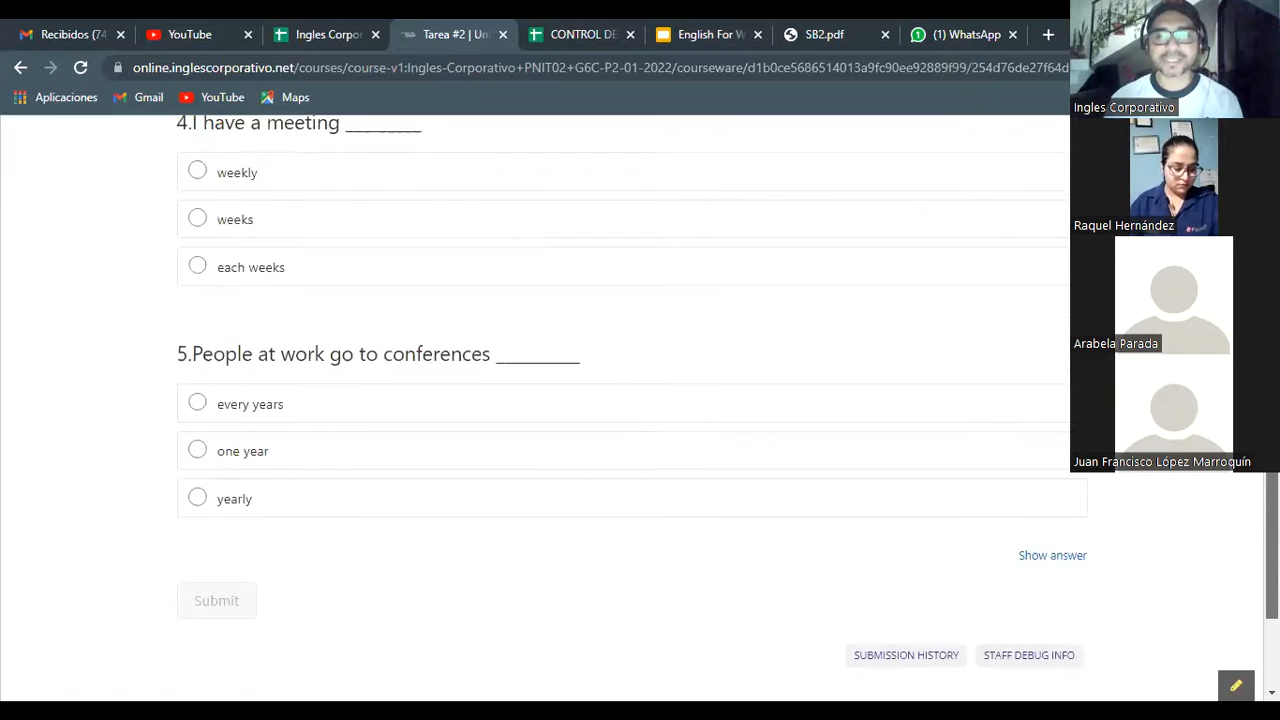 Recibidos (74
YouTube
Ingles Corpor
Tarea #2 | Un
CONTROL DE
English For W
SB2.pdf
(1) WhatsApp
online.inglescorporativo.net/courses/course-v1:Ingles-Corporativo+PNIT02+G6C-P2-01-2022/courseware/d1b0ce5686514013a9fc90ee92889f99/254d76de27f64d
Aplicaciones
Gmail
YouTube
Maps
Ingles Corporativo
4.I have a meeting _________
weekly
weeks
each weeks
Raquel Hernández
Arabela Parada
5.People at work go to conferences _________
every years
one year
yearly
Juan Francisco López Marroquín
Show answer
Submit
SUBMISSION HISTORY
STAFF DEBUG INFO